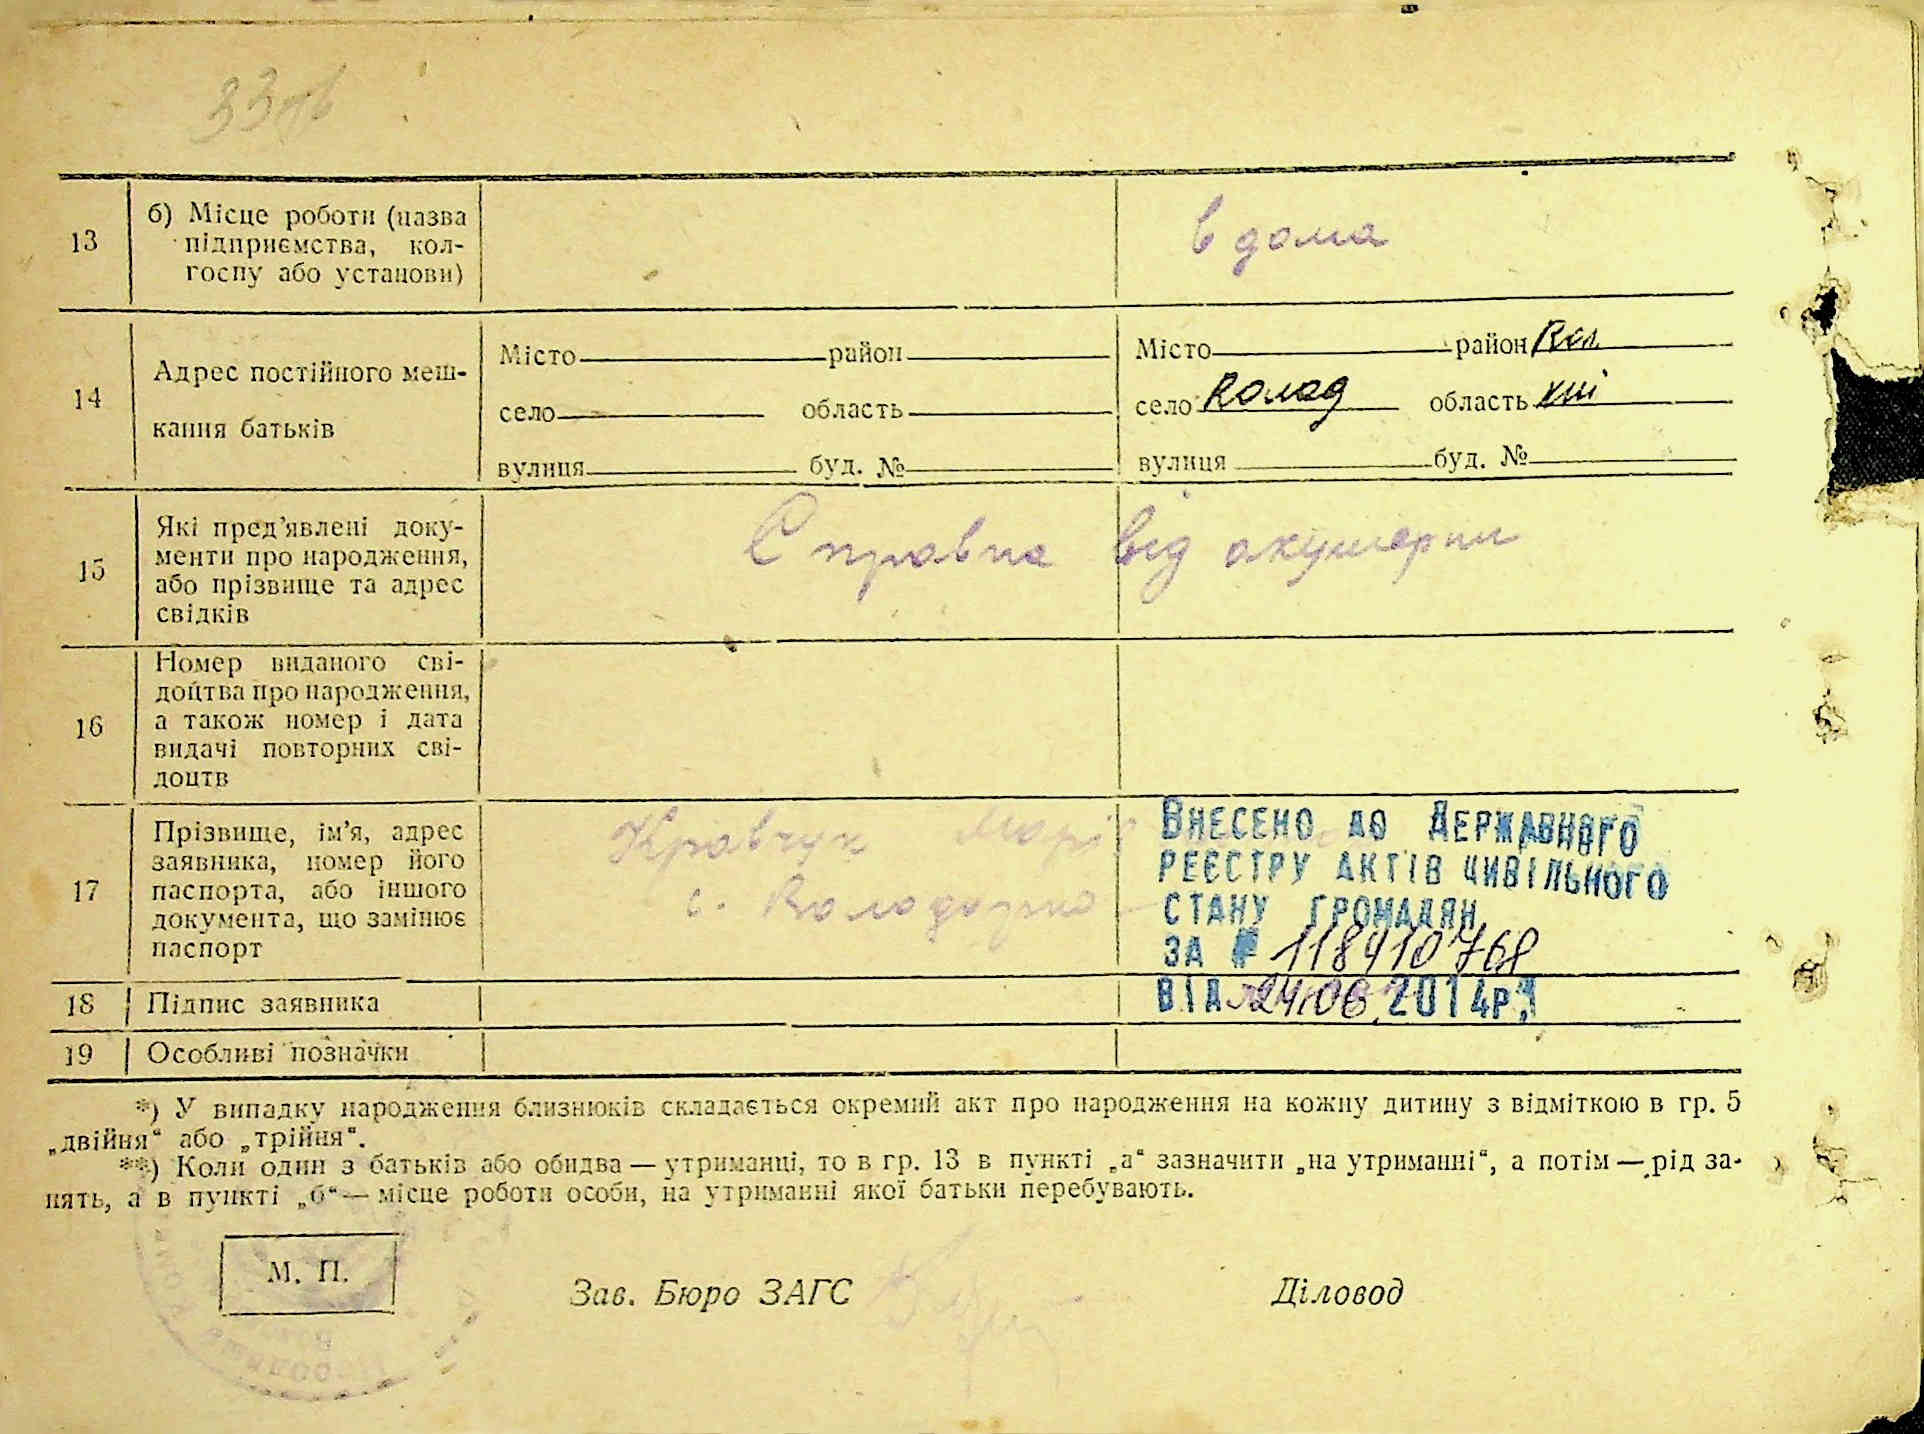 33 пв
13 б) Місце роботи (назва
підприємства, кол-
госпу або установи)
в дома
14 Адрес постійного меш-
кання батьків
Місто район Місто район Кол
село область село Колод область хмі
вулиця буд. № вулиця буд. №
15 Які пред’явлені доку-
менти про народження,
або прізвище та адрес
свідків
Справка від акушерки
16 Номер виданого сві-
доцтва про народження,
а також номер і дата
видачі повторних сві-
доцтв
17 Прізвище, ім’я, адрес
заявника, номер його
паспорта, або іншого
документа, що замінює
паспорт
Кравчук Марія
с.
Внесено до Державного
реєстру актів цивільного
стану громадян
за № 118410768
від 24.06.2014р.
18 Підпис заявника
19 Особливі позначки
*) У випадку народження близнюків складається окремий акт про народження на кожну дитину з відміткою в гр. 5
„двійня“ або „трійня“.
**) Коли один з батьків або обидва — утриманці, то в гр. 13 в пункті „а“ зазначити „на утриманні“, а потім — рід за-
нять, а в пункті „б“ — місце роботи особи, на утриманні якої батьки перебувають.
М. П.
Зав. Бюро ЗАГС Діловод